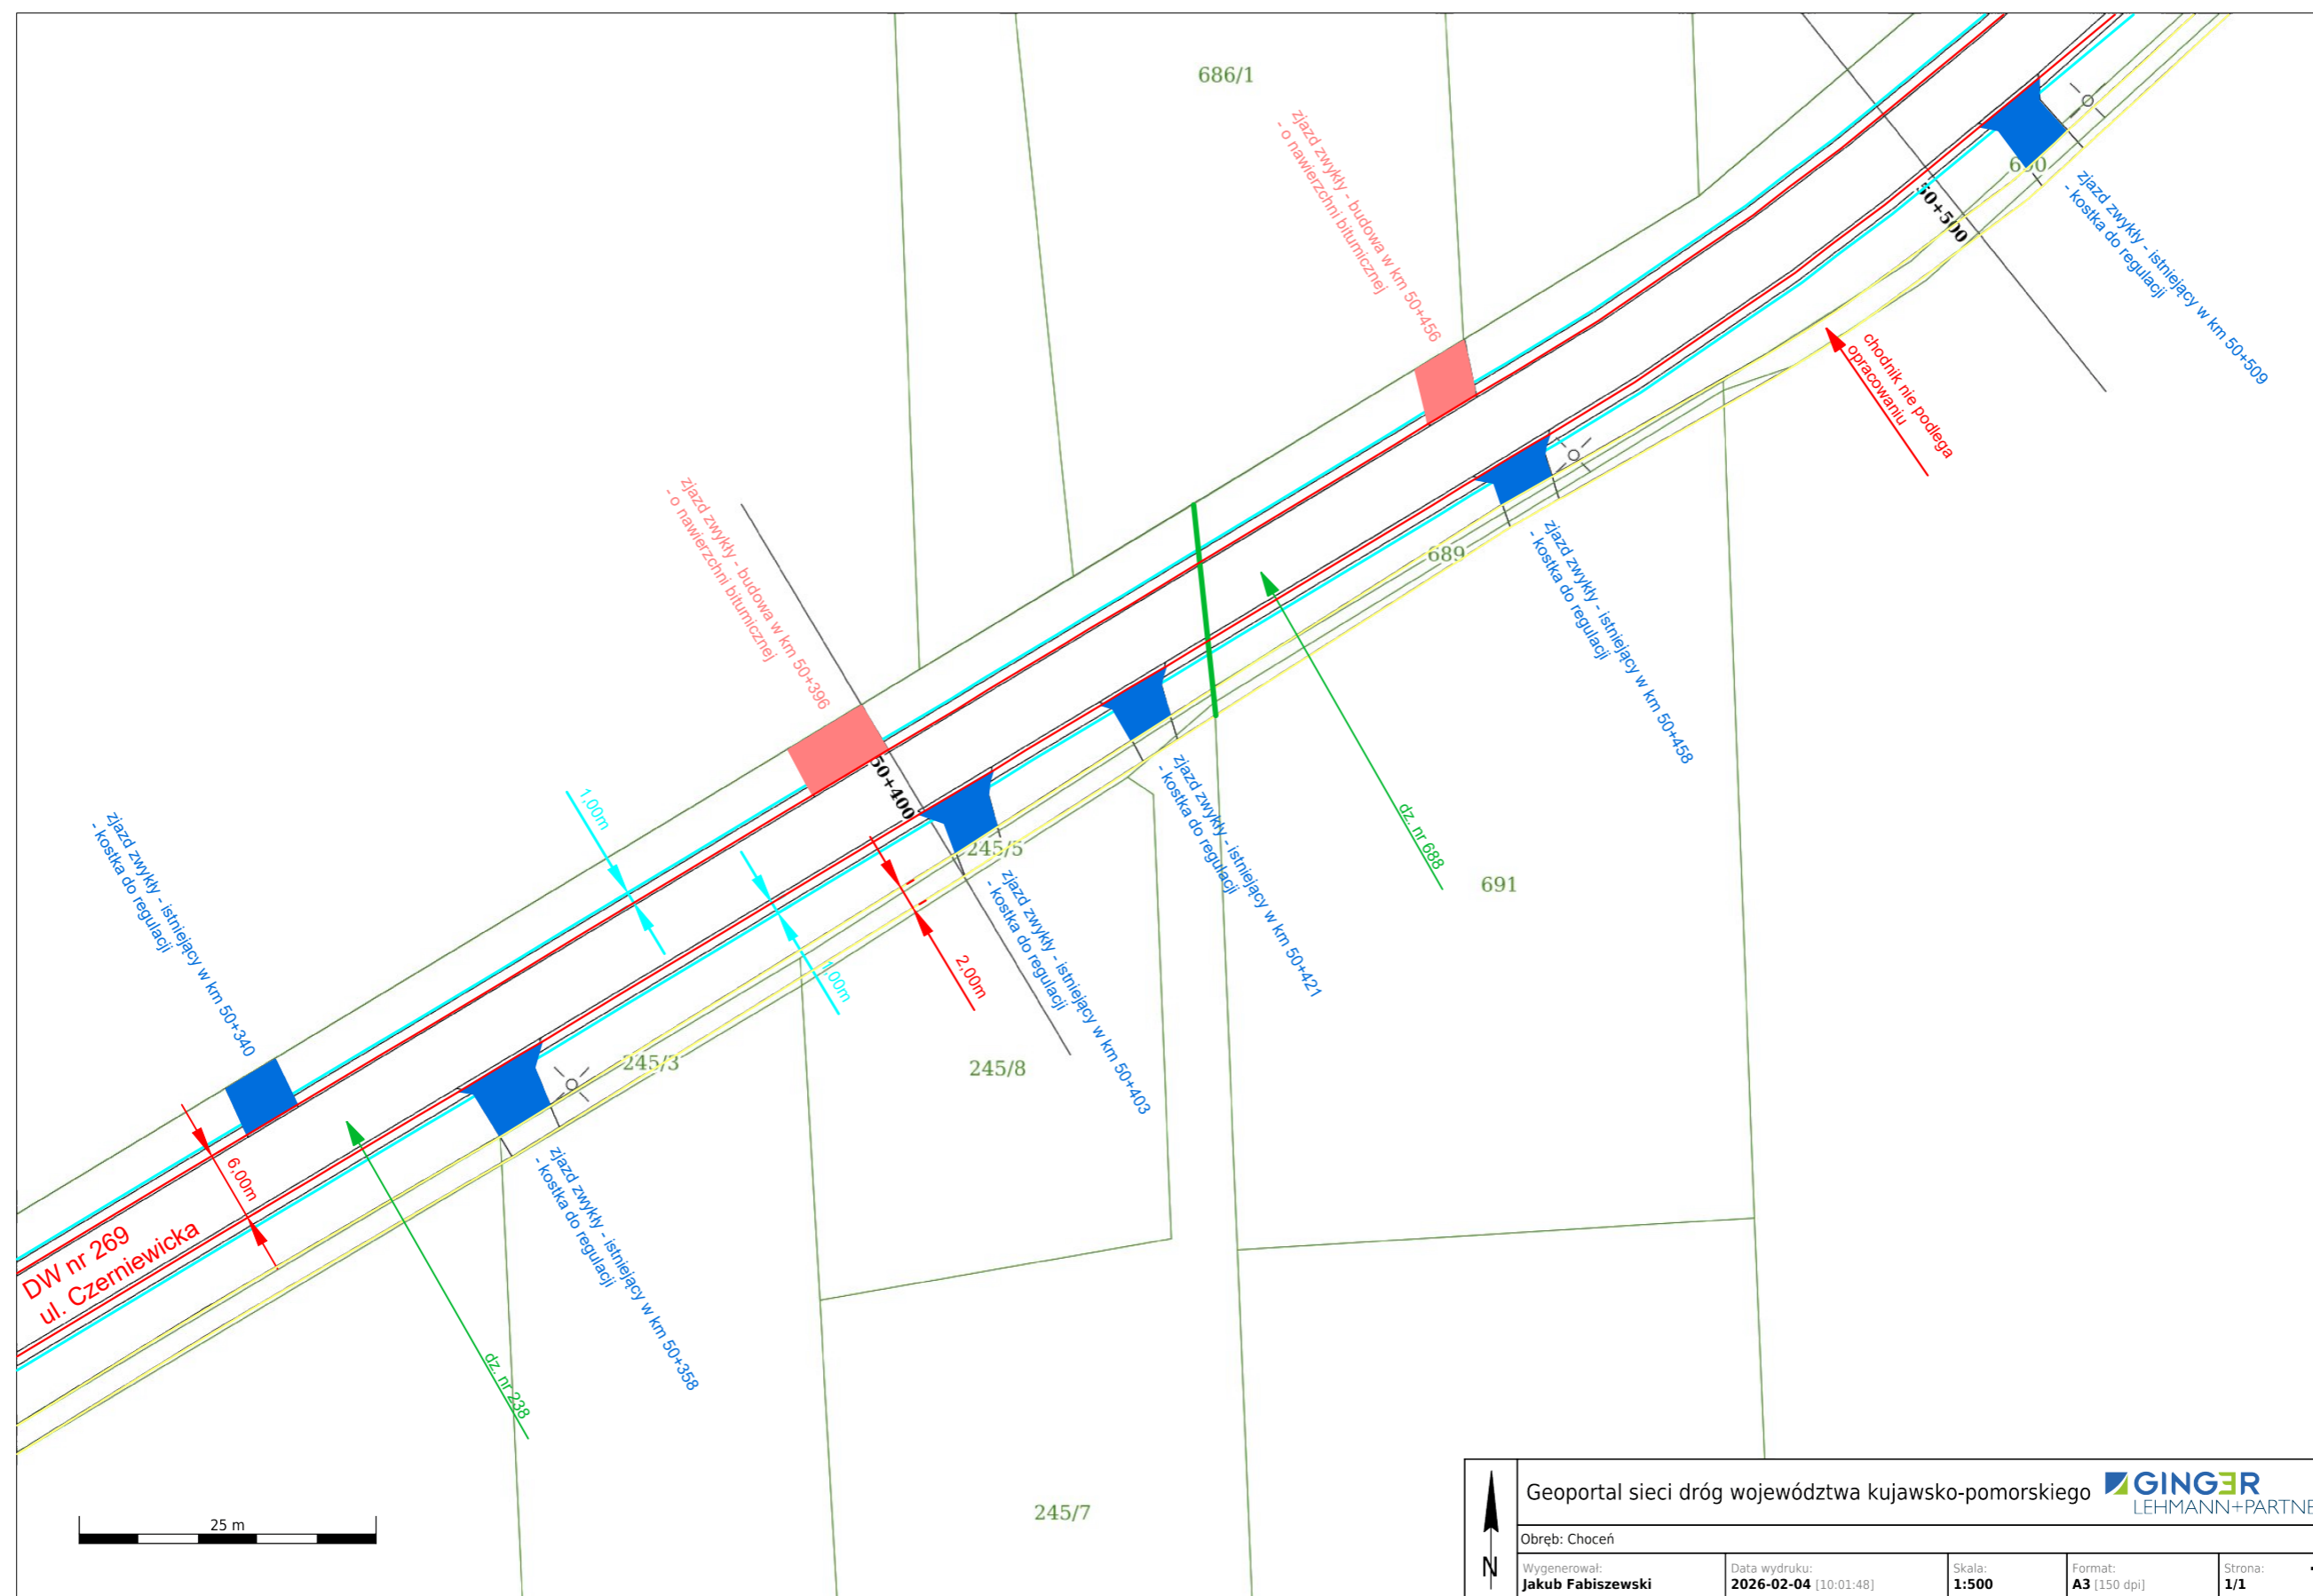 686/1
zjazd zwykły - budowa w km 50+456
- o nawierzchni bitumicznej
50+500
zjazd zwykły - istniejący w km 50+509
- kostka do regulacji
chodnik nie podlega
opracowaniu
zjazd zwykły - budowa w km 50+396
- o nawierzchni bitumicznej
50+400
689
zjazd zwykły - istniejący w km 50+458
- kostka do regulacji
zjazd zwykły - istniejący w km 50+421
- kostka do regulacji
dz. nr 688
691
245/5
zjazd zwykły - istniejący w km 50+403
- kostka do regulacji
1,00m
1,00m
2,00m
zjazd zwykły - istniejący w km 50+340
- kostka do regulacji
245/3
245/8
6,00m
zjazd zwykły - istniejący w km 50+358
- kostka do regulacji
DW nr 269
ul. Czerniewicka
dz. nr 238
245/7
25 m
N
Geoportal sieci dróg województwa kujawsko-pomorskiego
GINGER
LEHMANN+PARTNE
Obręb: Choceń
Wygenerował: Data wydruku: Skala: Format: Strona:
Jakub Fabiszewski 2026-02-04 [10:01:48] 1:500 A3 [150 dpi] 1/1